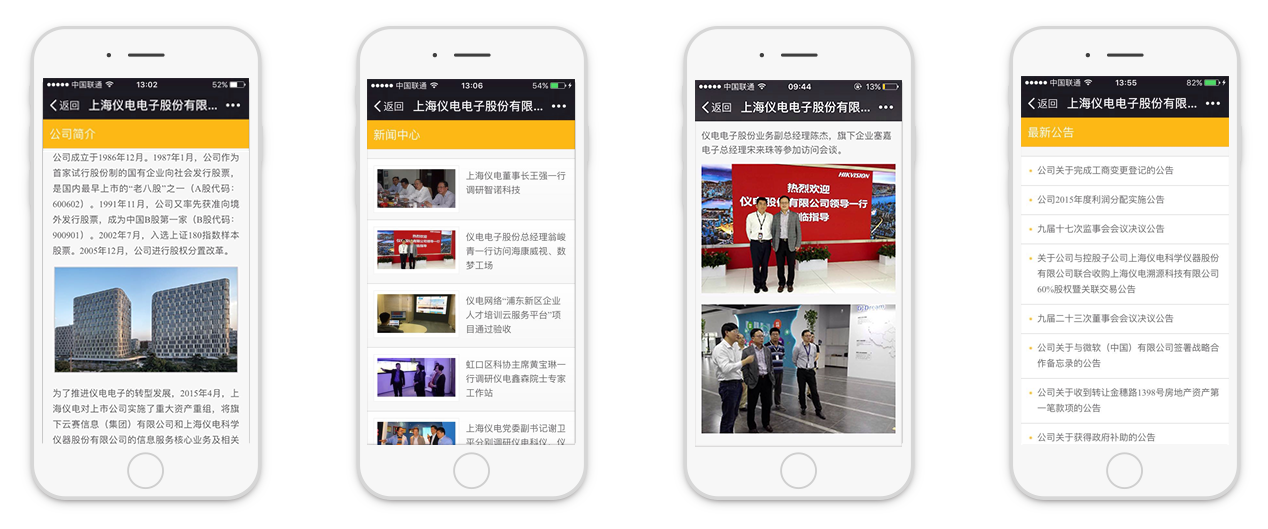 中国联通 13:02 52%
返回 上海仪电电子股份有限... •••
公司简介
公司成立于1986年12月。1987年1月，公司作为
首家试行股份制的国有企业向社会发行股票，
是国内最早上市的“老八股”之一（A股代码：
600602）。1991年11月，公司又率先获准向境
外发行股票，成为中国B股第一家（B股代码：
900901）。2002年7月，入选上证180指数样本
股票。2005年12月，公司进行股权分置改革。
为了推进仪电电子的转型发展，2015年4月，上
海仪电对上市公司实施了重大资产重组，将旗
下云赛信息（集团）有限公司和上海仪电科学
仪器股份有限公司的信息服务核心业务及相关
中国联通 13:06 54%
返回 上海仪电电子股份有限... •••
新闻中心
上海仪电董事长王强一行
调研智诺科技
仪电电子股份总经理翁峻
青一行访问海康威视、数
梦工场
仪电网络“浦东新区企业
人才培训云服务平台”项
目通过验收
虹口区科协主席黄宝琳一
行调研仪电鑫森院士专家
工作站
上海仪电党委副书记谢卫
平分别调研仪电科仪、仪
中国联通 09:44 13%
返回 上海仪电电子股份有限... •••
仪电电子股份业务副总经理陈杰，旗下企业塞嘉
电子总经理宋来珠等参加访问会谈。
HIKVISION
热烈欢迎
仪电股份有限公司领导一行
临指导
中国联通 13:55 82%
返回 上海仪电电子股份有限... •••
最新公告
公司关于完成工商变更登记的公告
公司2015年度利润分配实施公告
九届十七次监事会会议决议公告
关于公司与控股子公司上海仪电科学仪器股份
有限公司联合收购上海仪电溯源科技有限公司
60%股权暨关联交易公告
九届二十三次董事会会议决议公告
公司关于与微软（中国）有限公司签署战略合
作备忘录的公告
公司关于收到转让金穗路1398号房地产资产第
一笔款项的公告
公司关于获得政府补助的公告